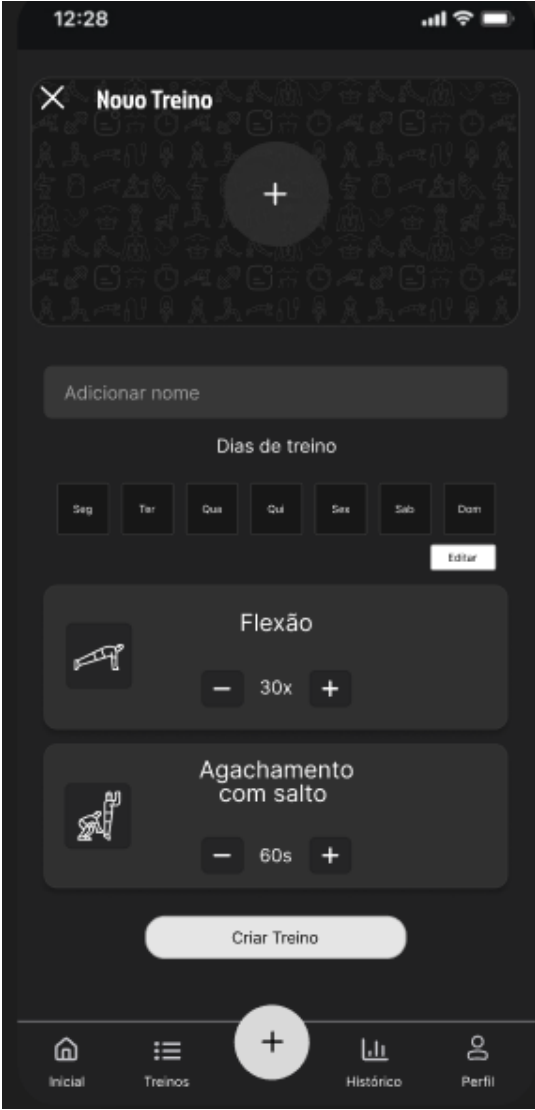 12:28
Novo Treino
Adicionar nome
Dias de treino
Seg Ter Qua Qui Sex Sab Dom
Editar
Flexão
30x
Agachamento
com salto
60s
Criar Treino
Inicial Treinos Histórico Perfil